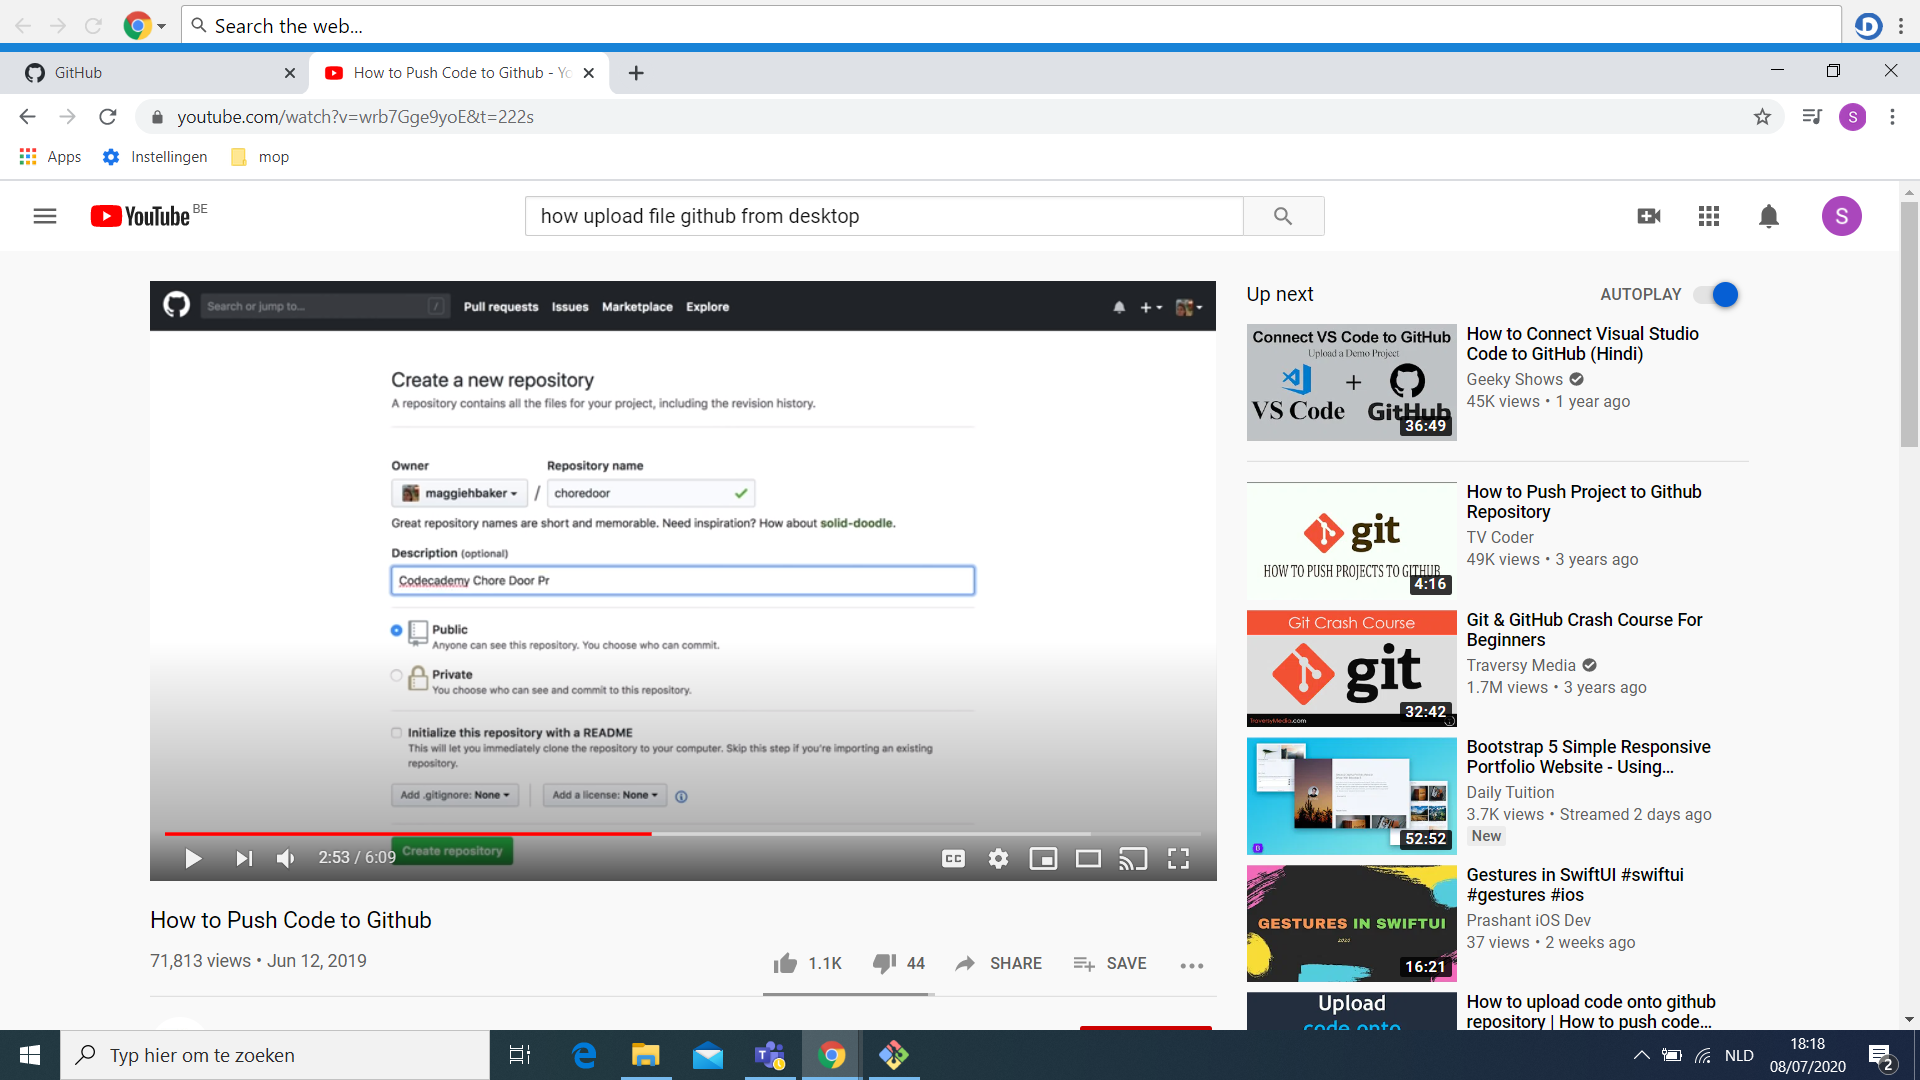 Search the web...
GitHub
How to Push Code to Github - Yo
youtube.com/watch?v=wrb7Gge9yoE&t=222s
S
Apps
Instellingen
mop
YouTube BE
how upload file github from desktop
S
Search or jump to...
/
Pull requests Issues Marketplace Explore
Create a new repository
A repository contains all the files for your project, including the revision history.
Owner
Repository name
maggiehbaker / choredoor
Great repository names are short and memorable. Need inspiration? How about solid-doodle.
Description (optional)
Codecademy Chore Door Pr
Public
Anyone can see this repository. You choose who can commit.
Private
You choose who can see and commit to this repository.
Initialize this repository with a README
This will let you immediately clone the repository to your computer. Skip this step if you're importing an existing
repository.
Add .gitignore: None
Add a license: None
Create repository
2:53 / 6:09
CC
How to Push Code to Github
71,813 views • Jun 12, 2019
1.1K
44
SHARE
SAVE
Up next
AUTOPLAY
Connect VS Code to GitHub
Upload a Demo Project
+
VS Code
GitHub
36:49
How to Connect Visual Studio
Code to GitHub (Hindi)
Geeky Shows
45K views • 1 year ago
git
HOW TO PUSH PROJECTS TO GITHUB
4:16
How to Push Project to Github
Repository
TV Coder
49K views • 3 years ago
Git Crash Course
git
TraversyMedia.com
32:42
Git & GitHub Crash Course For
Beginners
Traversy Media
1.7M views • 3 years ago
52:52
Bootstrap 5 Simple Responsive
Portfolio Website - Using...
Daily Tuition
3.7K views • Streamed 2 days ago
New
GESTURES IN SWIFTUI
16:21
Gestures in SwiftUI #swiftui
#gestures #ios
Prashant iOS Dev
37 views • 2 weeks ago
Upload
code onto
How to upload code onto github
repository | How to push code...
Typ hier om te zoeken
NLD
18:18
08/07/2020
2